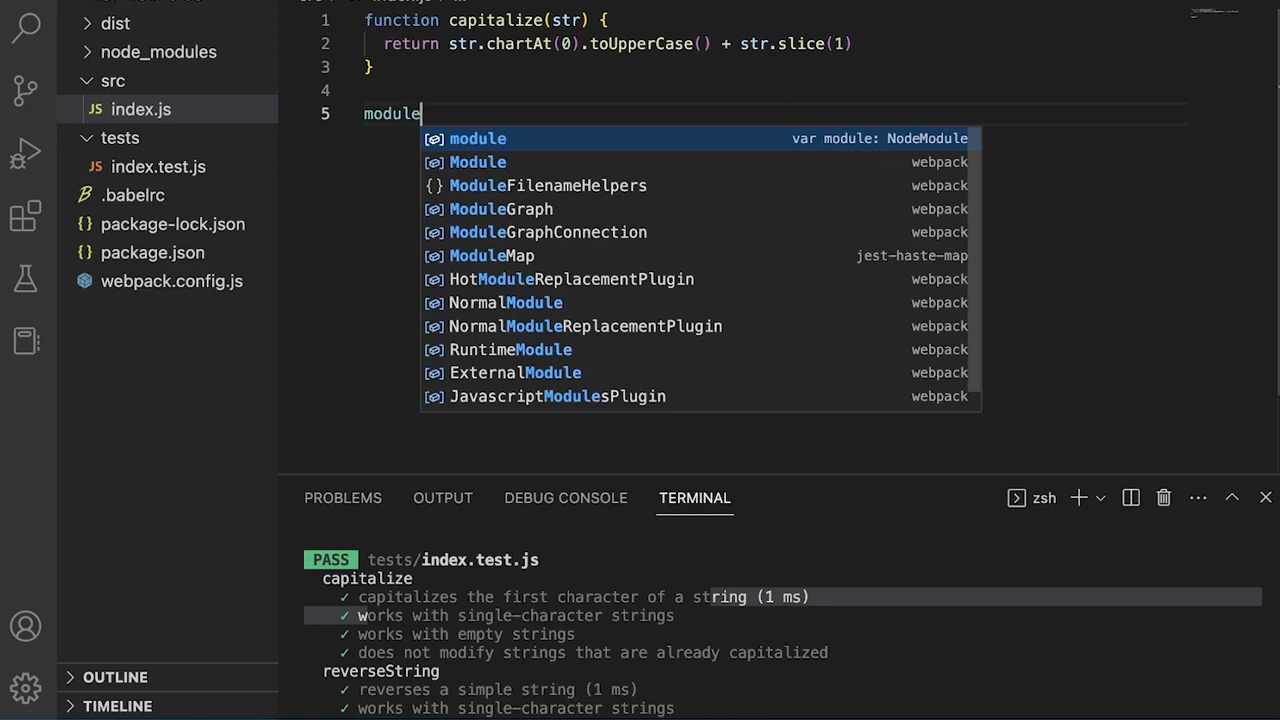 dist
node_modules
src
JS index.js
tests
JS index.test.js
.babelrc
{} package-lock.json
{} package.json
webpack.config.js
OUTLINE
TIMELINE
1 function capitalize(str) {
2 return str.chartAt(0).toUpperCase() + str.slice(1)
3 }
4
5 module
module var module: NodeModule
Module webpack
{} ModuleFilenameHelpers webpack
ModuleGraph webpack
ModuleGraphConnection webpack
ModuleMap jest-haste-map
HotModuleReplacementPlugin webpack
NormalModule webpack
NormalModuleReplacementPlugin webpack
RuntimeModule webpack
ExternalModule webpack
JavascriptModulesPlugin webpack
PROBLEMS OUTPUT DEBUG CONSOLE TERMINAL zsh
PASS tests/index.test.js
capitalize
✓ capitalizes the first character of a string (1 ms)
✓ works with single-character strings
✓ works with empty strings
✓ does not modify strings that are already capitalized
reverseString
✓ reverses a simple string (1 ms)
✓ works with single-character strings